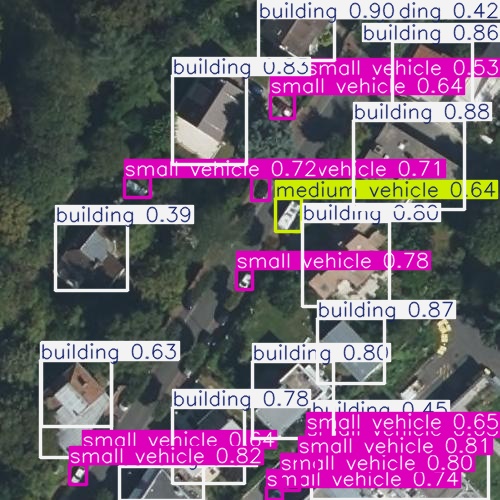 building 0.90
ding 0.42
building 0.86
building 0.83
small vehicle 0.53
small vehicle 0.64
building 0.88
small vehicle 0.72
vehicle 0.71
medium vehicle 0.64
building 0.39
building 0.80
small vehicle 0.78
building 0.87
building 0.63
building 0.80
building 0.78
building 0.45
small vehicle 0.65
small vehicle 0.64
small vehicle 0.81
small vehicle 0.82
small vehicle 0.80
small vehicle 0.74